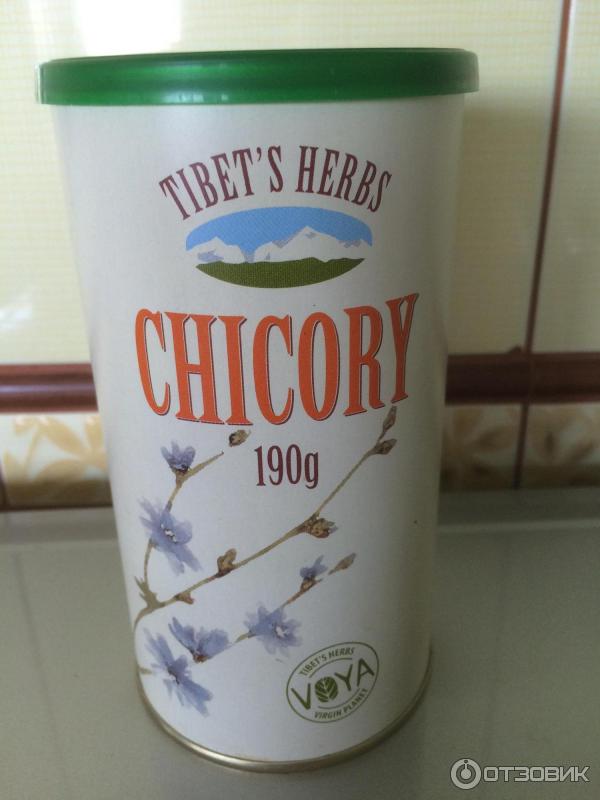 TIBET'S HERBS
CHICORY
190g
TIBET'S HERBS
VOYA
VIRGIN PLANET
ОТЗОВИК